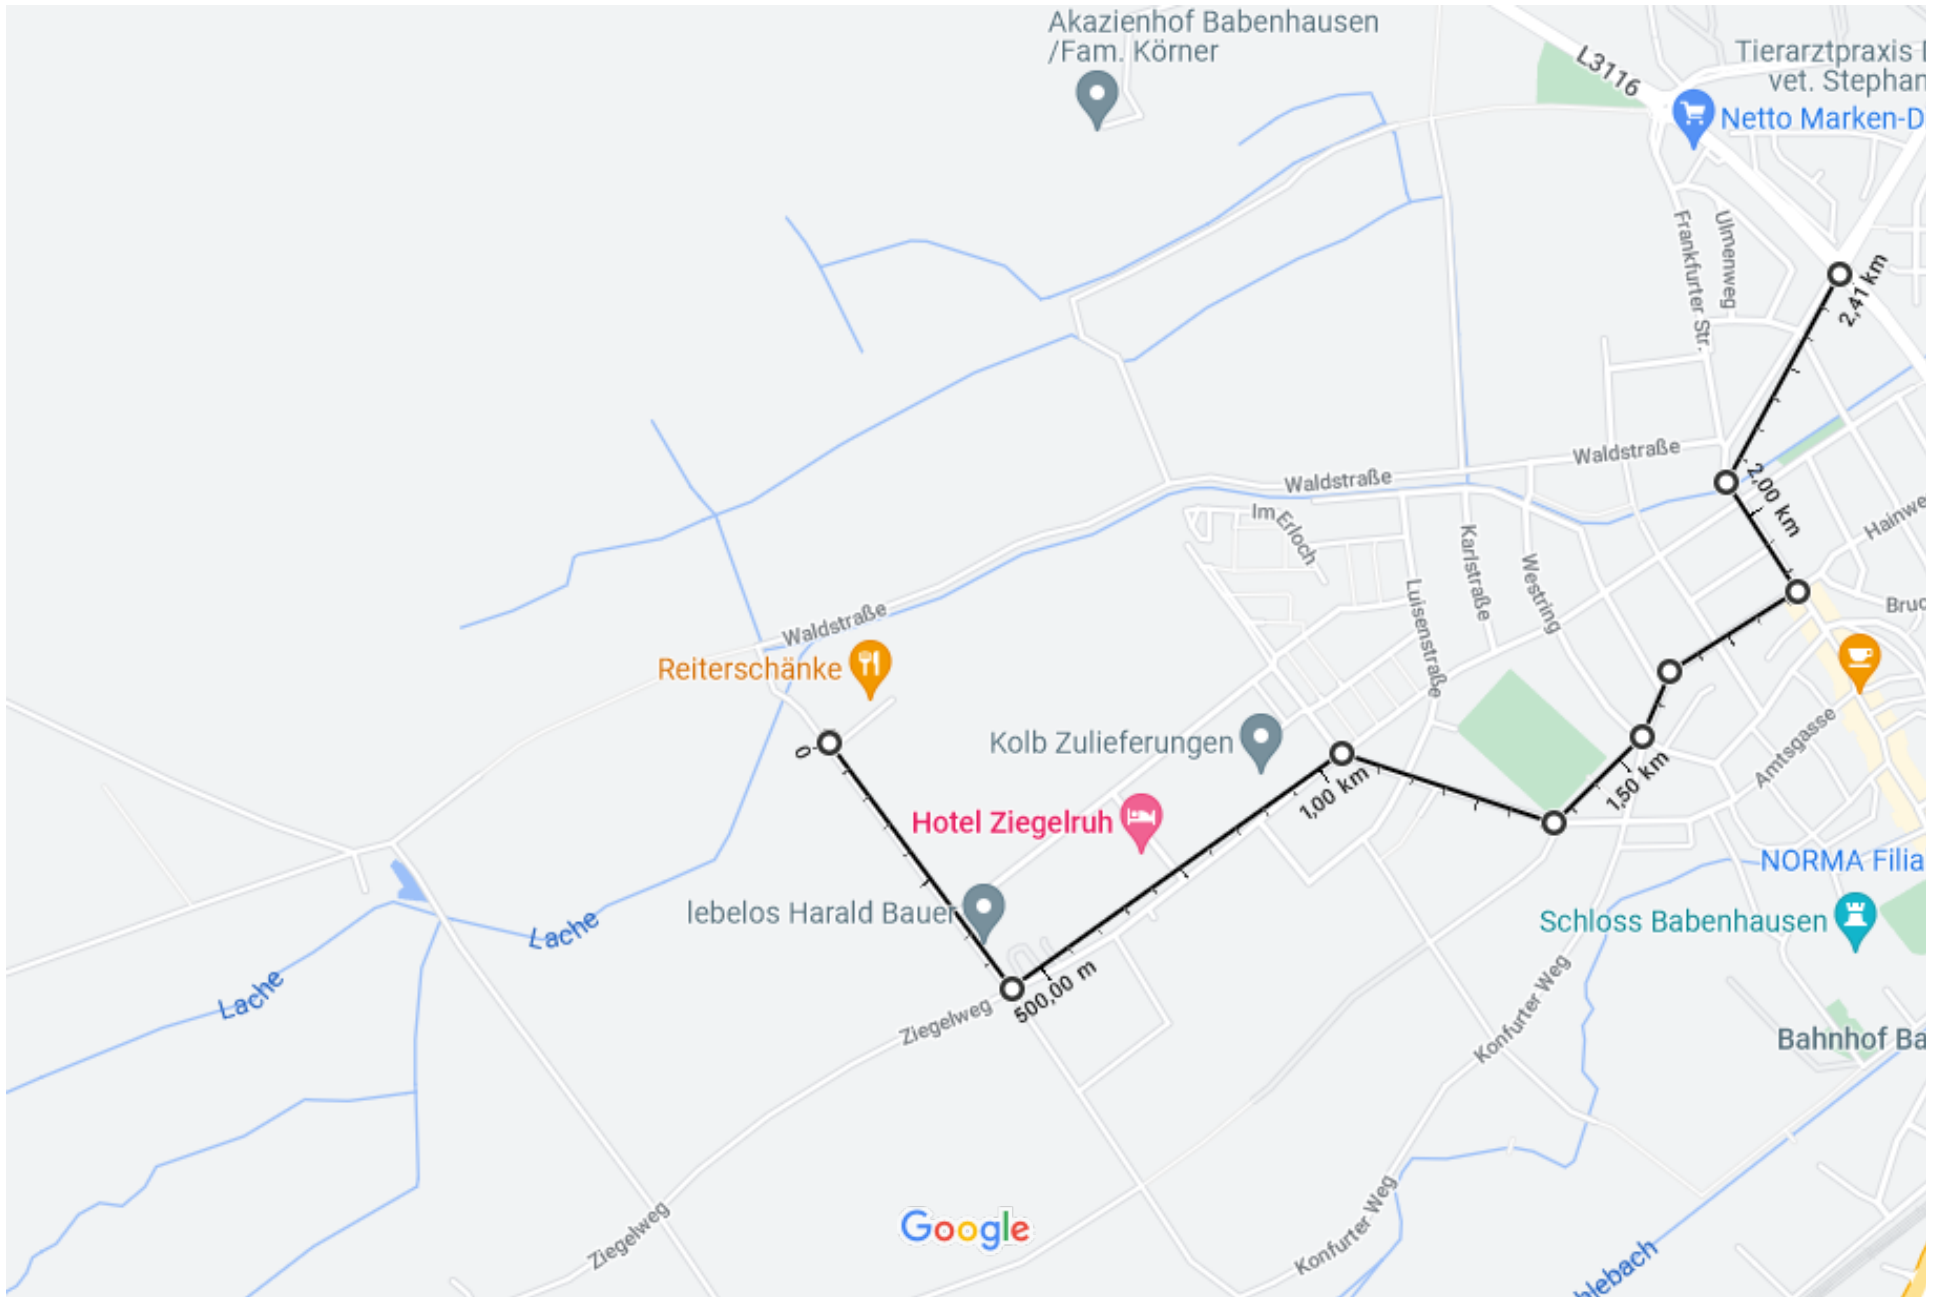 Akazienhof Babenhausen
/Fam. Körner
L3116
Tierarztpraxis
vet. Stephan
Netto Marken-D
Frankfurter Str.
Ulmenweg
2,41 km
Waldstraße
Waldstraße
2,00 km
Hainwe
Im Erloch
Karlstraße
Westring
Luisenstraße
Bruc
Waldstraße
Reiterschänke
0
Kolb Zulieferungen
1,00 km
1,50 km
Amtsgasse
Hotel Ziegelruh
NORMA Filia
lebelos Harald Bauer
Schloss Babenhausen
Lache
Lache
500,00 m
Ziegelweg
Konfurter Weg
Bahnhof Ba
Ziegelweg
Google
Konfurter Weg
hlebach